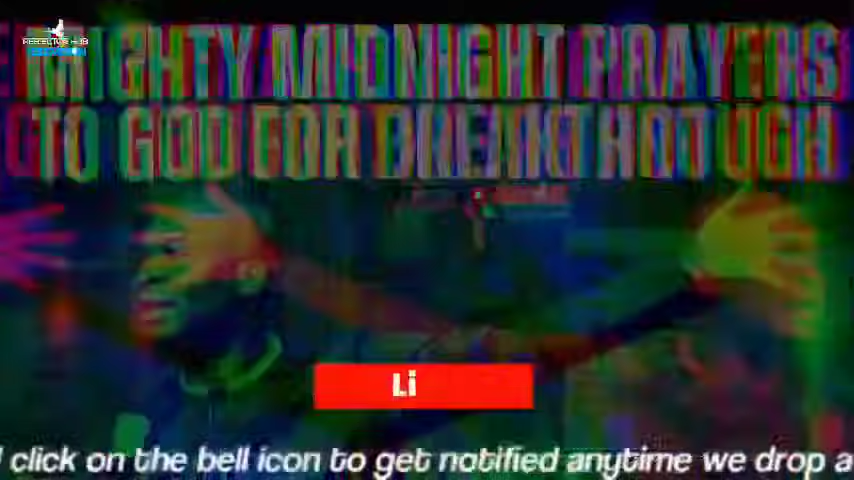 MIGHTY MIDNIGHT PRAYERS
TO GOD FOR BREAKTHROUGH
Li
click on the bell icon to get notified anytime we drop a